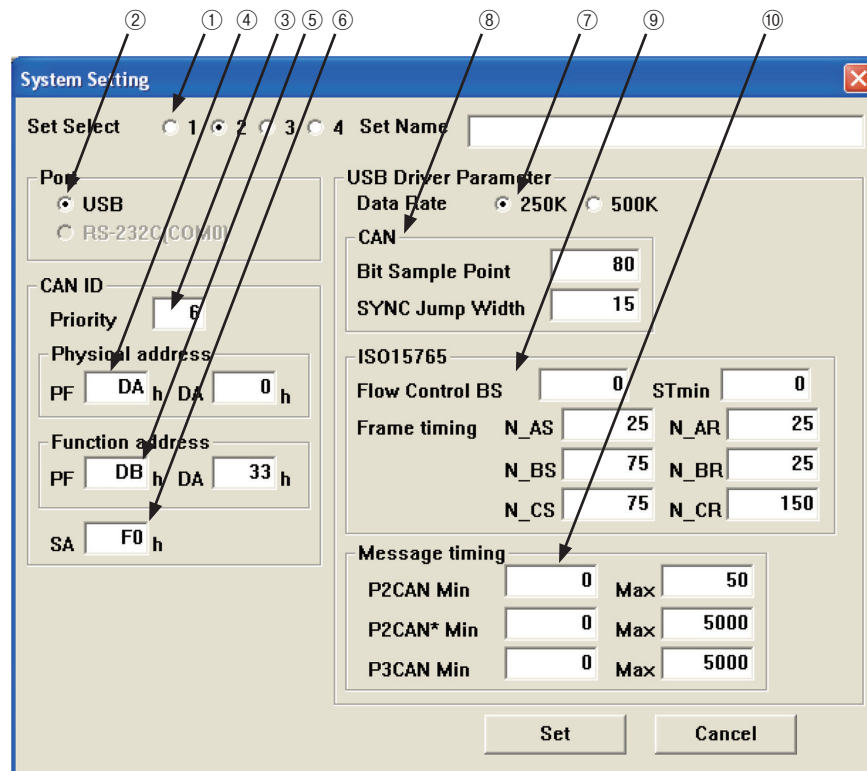 ② ① ④ ③ ⑤ ⑥ ⑧ ⑦ ⑨ ⑩
System Setting
Set Select 1 2 3 4 Set Name
Port
USB
RS-232C(COM0)
CAN ID
Priority 6
Physical address
PF DA h DA 0 h
Function address
PF DB h DA 33 h
SA F0 h
USB Driver Parameter
Data Rate 250K 500K
CAN
Bit Sample Point 80
SYNC Jump Width 15
ISO15765
Flow Control BS 0 STmin 0
Frame timing N_AS 25 N_AR 25
N_BS 75 N_BR 25
N_CS 75 N_CR 150
Message timing
P2CAN Min 0 Max 50
P2CAN* Min 0 Max 5000
P3CAN Min 0 Max 5000
Set Cancel